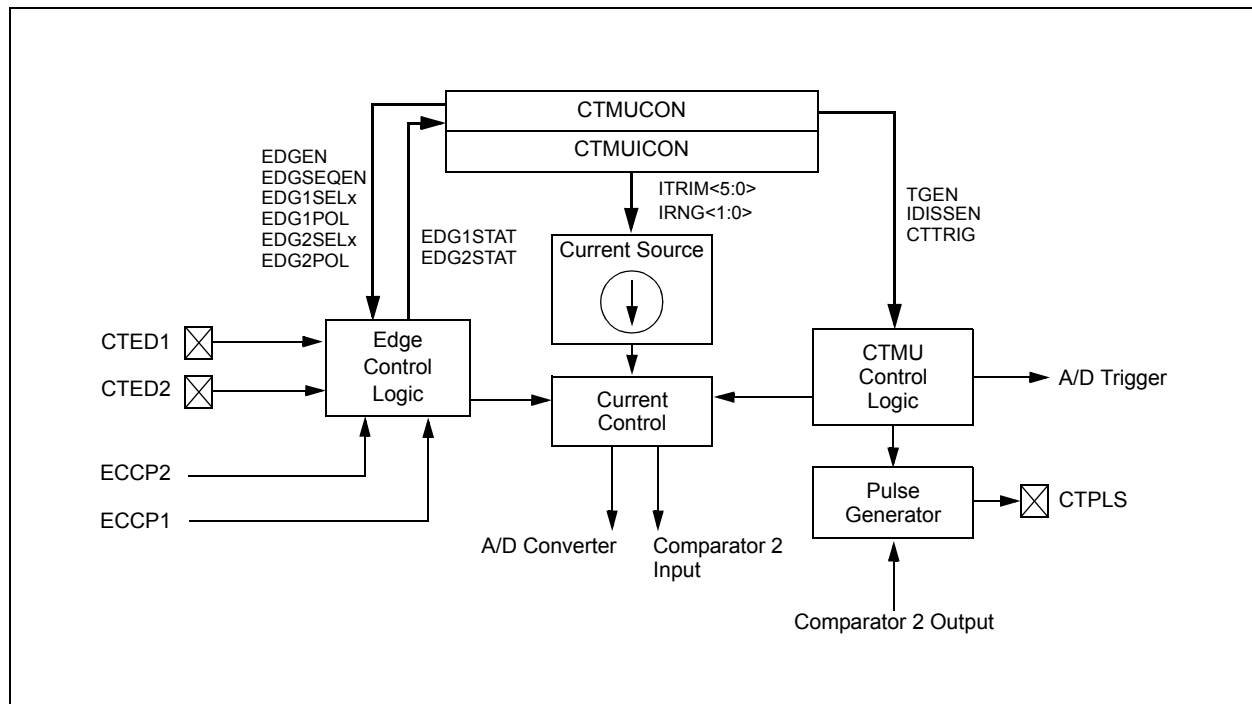 CTMUCON
CTMUICON
EDGEN
EDGSEQEN
EDG1SELx
EDG1POL
EDG2SELx
EDG2POL
EDG1STAT
EDG2STAT
ITRIM<5:0>
IRNG<1:0>
TGEN
IDISSEN
CTTRIG
Current Source
CTED1
CTED2
Edge
Control
Logic
Current
Control
CTMU
Control
Logic
A/D Trigger
ECCP2
ECCP1
Pulse
Generator
CTPLS
A/D Converter
Comparator 2
Input
Comparator 2 Output